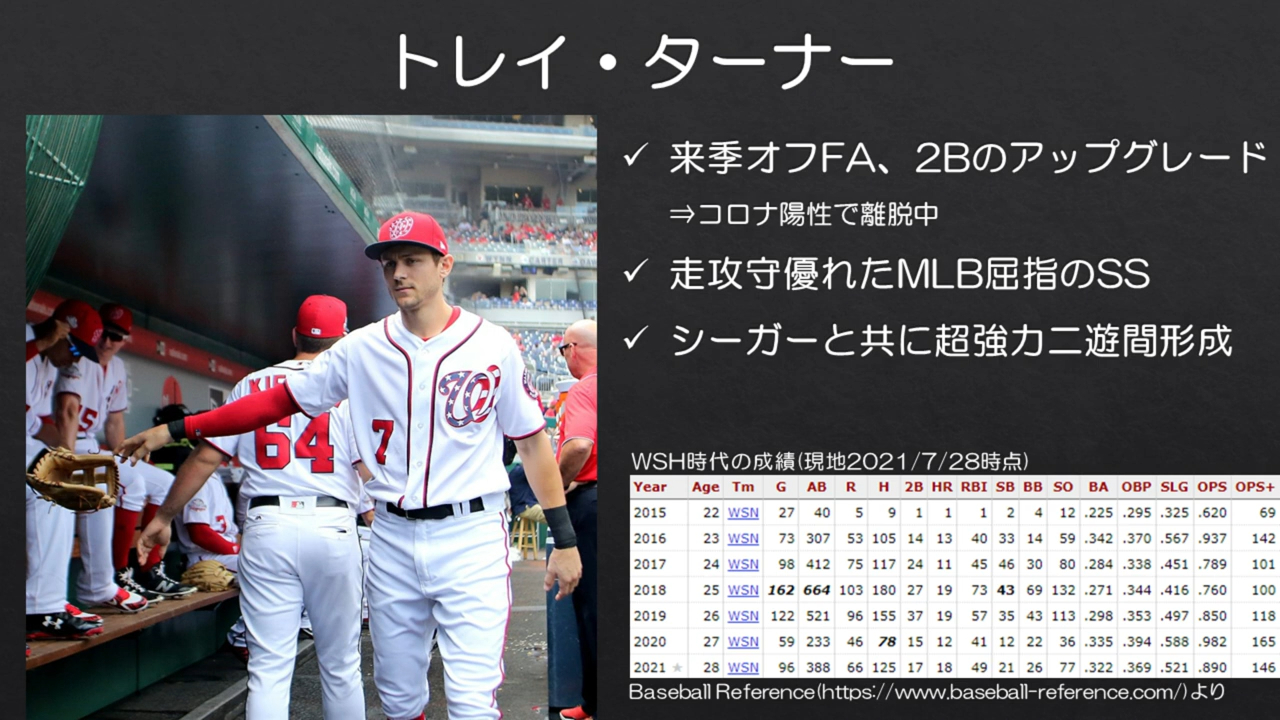 トレイ・ターナー
✓ 来季オフFA、2Bのアップグレード
⇒コロナ陽性で離脱中
✓ 走攻守優れたMLB屈指のSS
✓ シーガーと共に超強力二遊間形成
W
7
64
WSH時代の成績(現地2021/7/28時点)
Year Age Tm G AB R H 2B HR RBI SB BB SO BA OBP SLG OPS OPS+
2015 22 WSN 27 40 5 9 1 1 1 2 4 12 .225 .295 .325 .620 69
2016 23 WSN 73 307 53 105 14 13 40 33 14 59 .342 .370 .567 .937 142
2017 24 WSN 98 412 75 117 24 11 45 46 30 80 .284 .338 .451 .789 101
2018 25 WSN 162 664 103 180 27 19 73 43 69 132 .271 .344 .416 .760 100
2019 26 WSN 122 521 96 155 37 19 57 35 43 113 .298 .353 .497 .850 118
2020 27 WSN 59 233 46 78 15 12 41 12 22 36 .335 .394 .588 .982 165
2021 ★ 28 WSN 96 388 66 125 17 18 49 21 26 77 .322 .369 .521 .890 146
Baseball Reference(https://www.baseball-reference.com/)より